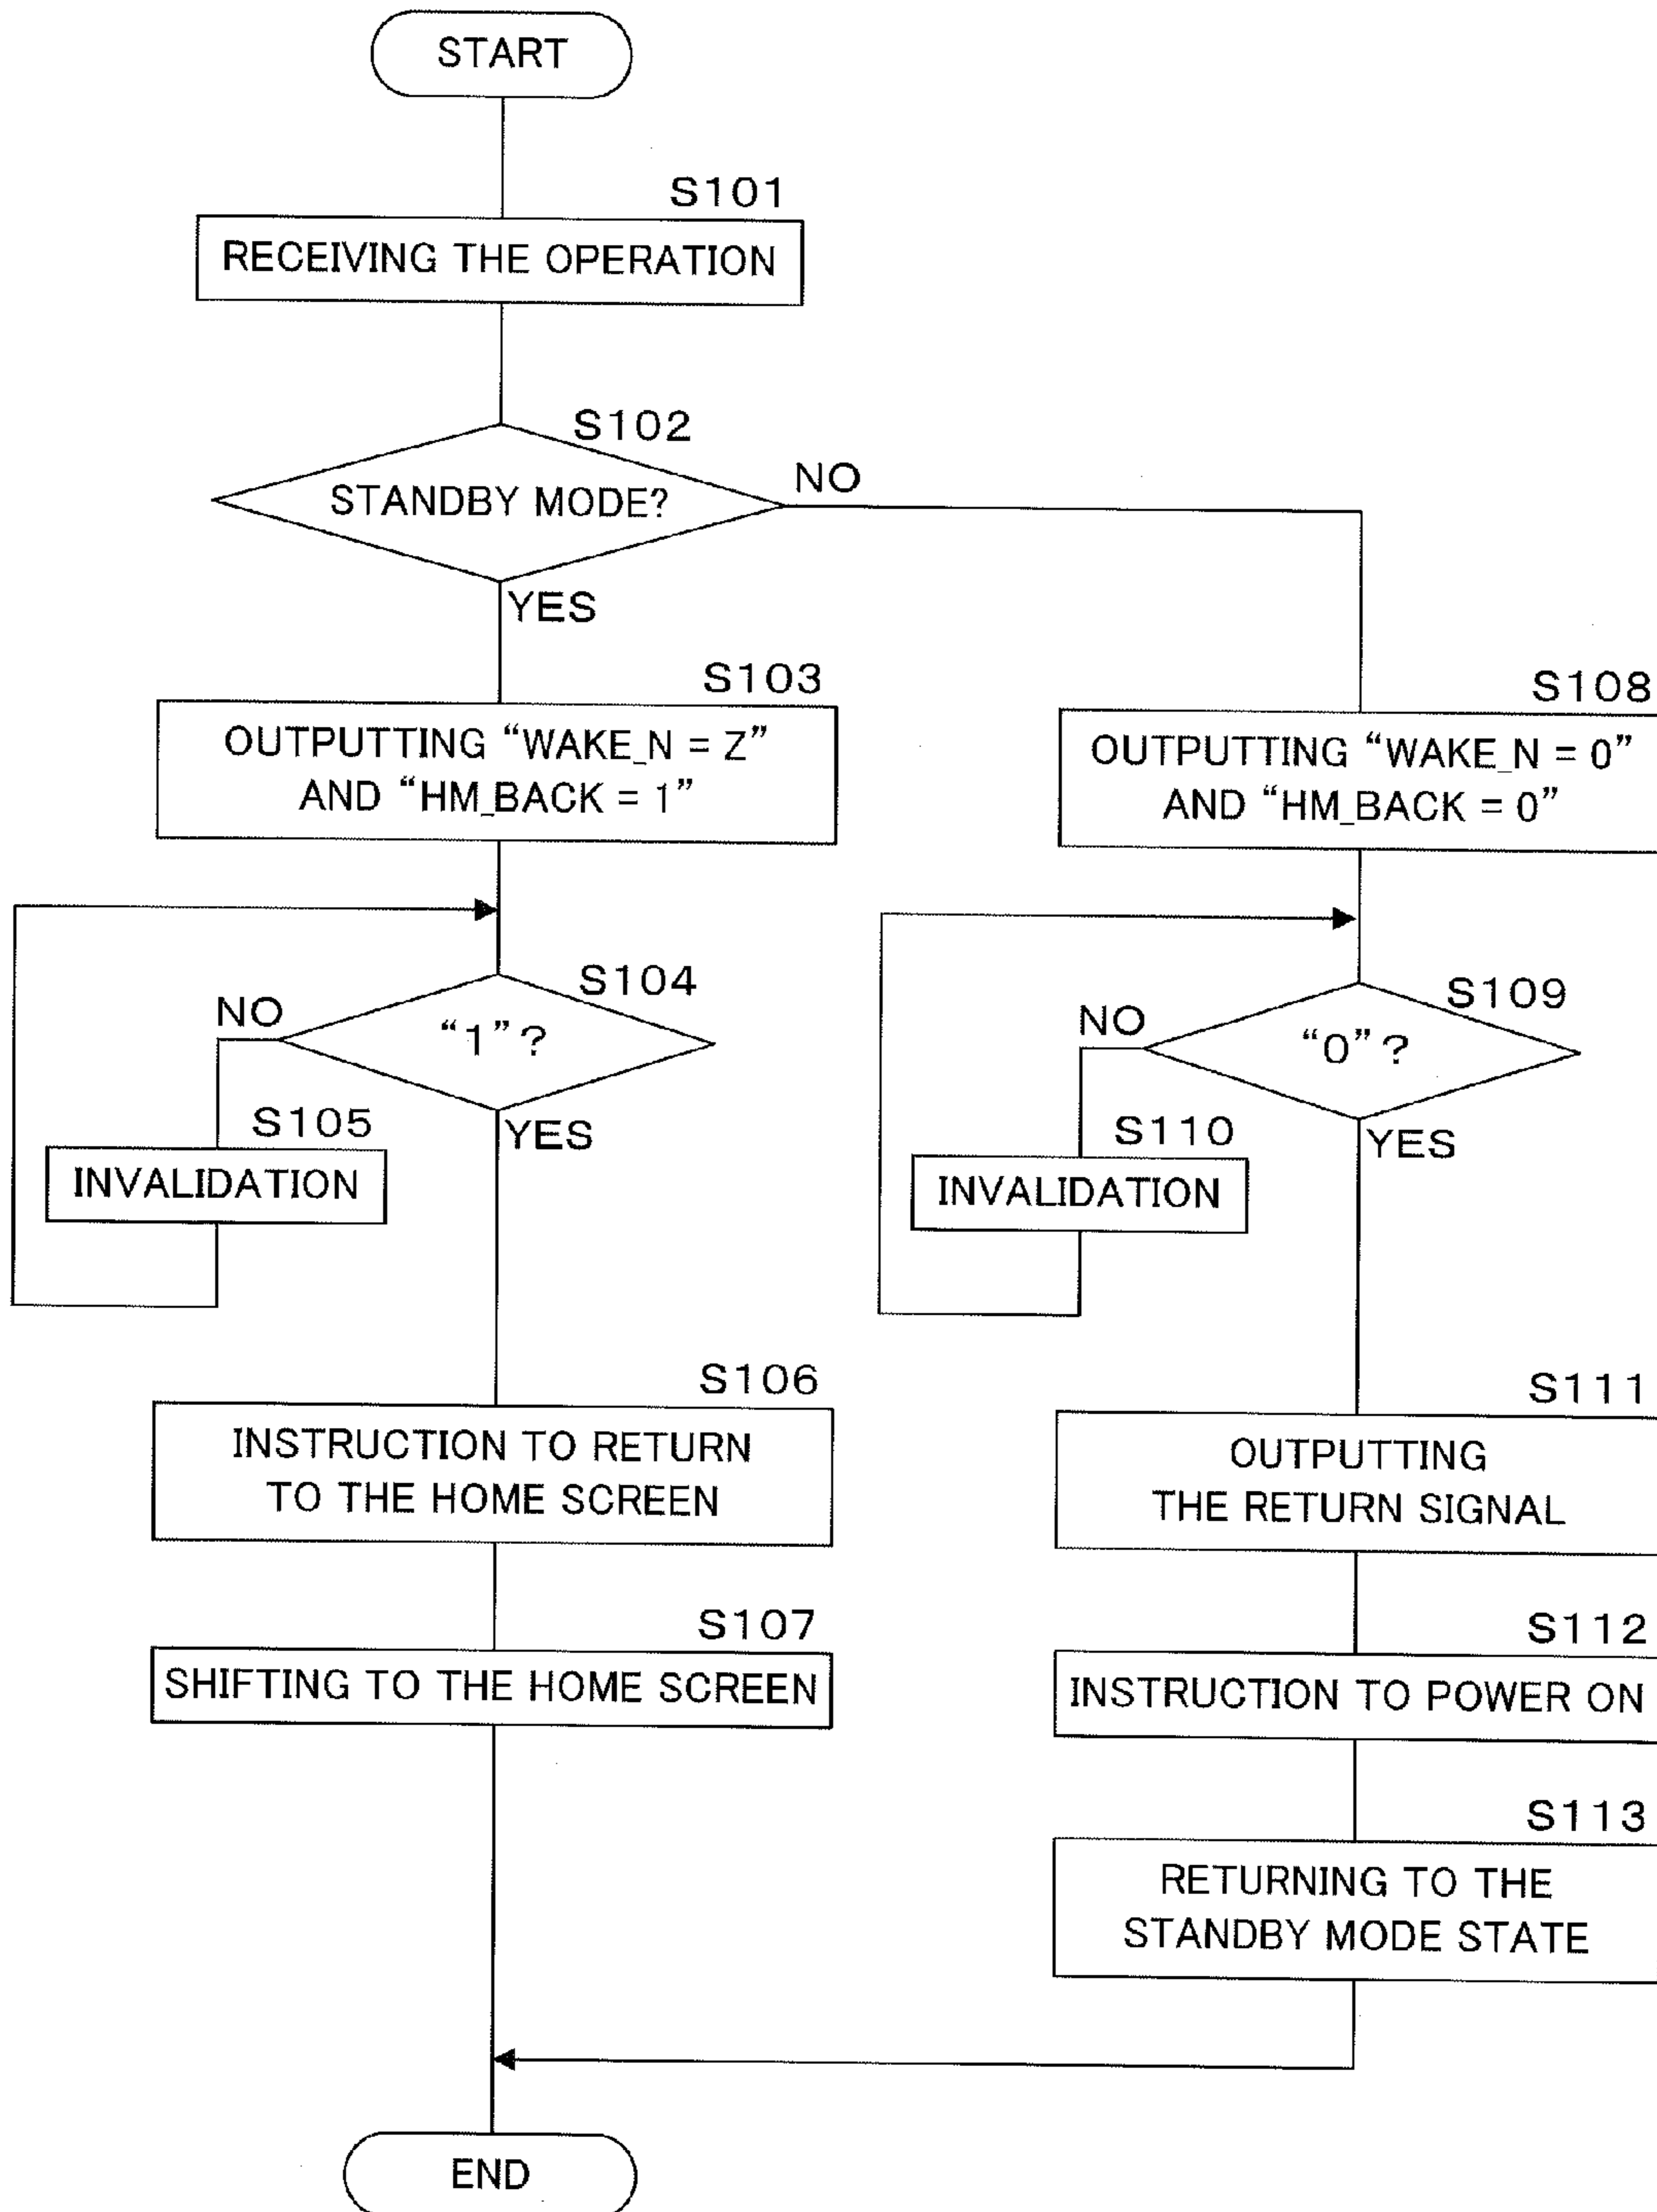 START
S101
RECEIVING THE OPERATION
S102
STANDBY MODE?
NO
YES
S103
OUTPUTTING “WAKE_N = Z”
AND “HM_BACK = 1”
S104
“1”?
NO
YES
S105
INVALIDATION
S106
INSTRUCTION TO RETURN
TO THE HOME SCREEN
S107
SHIFTING TO THE HOME SCREEN
S108
OUTPUTTING “WAKE_N = 0”
AND “HM_BACK = 0”
S109
“0”?
NO
YES
S110
INVALIDATION
S111
OUTPUTTING
THE RETURN SIGNAL
S112
INSTRUCTION TO POWER ON
S113
RETURNING TO THE
STANDBY MODE STATE
END